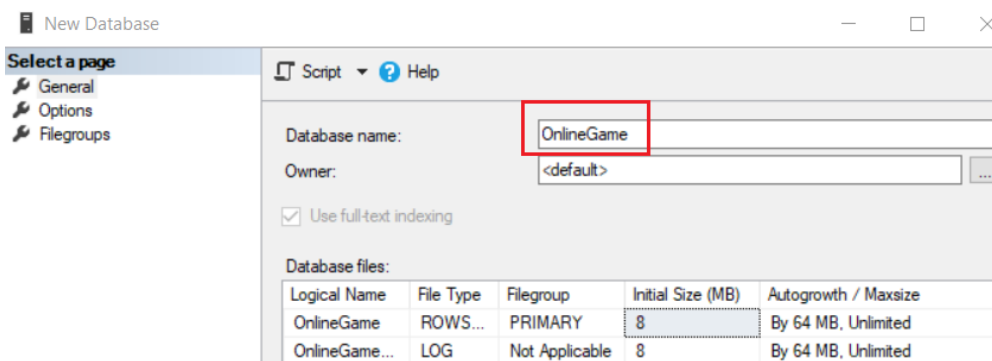 New Database
Select a page
General
Options
Filegroups
Script Help
Database name: OnlineGame
Owner: <default> ...
Use full-text indexing
Database files:
Logical Name File Type Filegroup Initial Size (MB) Autogrowth / Maxsize
OnlineGame ROWS... PRIMARY 8 By 64 MB, Unlimited
OnlineGame... LOG Not Applicable 8 By 64 MB, Unlimited